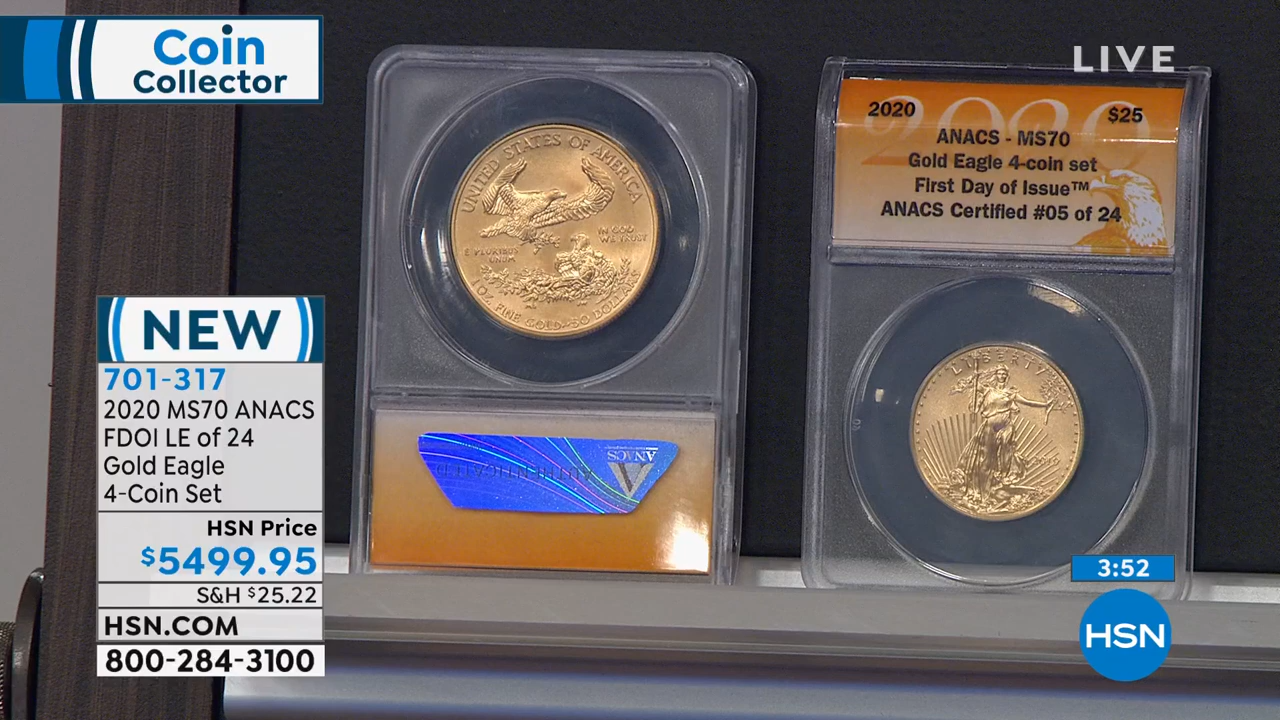 Coin
Collector
LIVE
UNITED STATES OF AMERICA
IN GOD
WE TRUST
E PLURIBUS
UNUM
FINE GOLD~50 DOLLARS
ANACS
2020 $25
ANACS - MS70
Gold Eagle 4-coin set
First Day of Issue™
ANACS Certified #05 of 24
LIBERTY
NEW
701-317
2020 MS70 ANACS
FDOI LE of 24
Gold Eagle
4-Coin Set
HSN Price
$5499.95
S&H $25.22
HSN.COM
800-284-3100
3:52
HSN